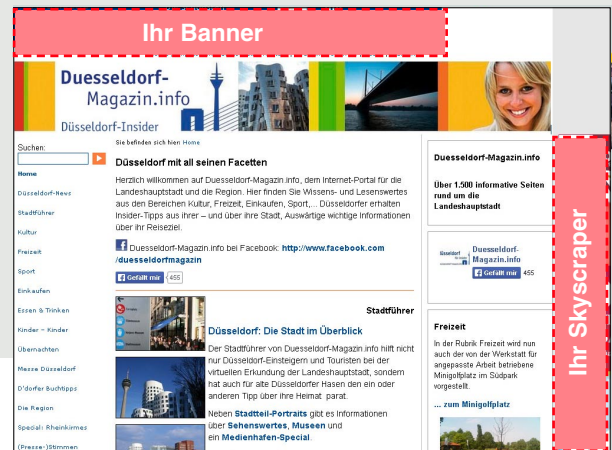 Ihr Banner
Duesseldorf-
Magazin.info
Düsseldorf-Insider
Suchen:
Home
Düsseldorf-News
Stadtführer
Kultur
Freizeit
Sport
Einkaufen
Essen & Trinken
Kinder - Kinder
Übernachten
Messe Düsseldorf
D'dorfer Buchtipps
Die Region
Special: Rheinkirmes
(Presse-)Stimmen
Sie befinden sich hier: Home
Düsseldorf mit all seinen Facetten
Herzlich willkommen auf Duesseldorf-Magazin.info, dem Internet-Portal für die
Landeshauptstadt und die Region. Hier finden Sie Wissens- und Lesenswertes
aus den Bereichen Kultur, Freizeit, Einkaufen, Sport,... Düsseldorfer erhalten
Insider-Tipps aus ihrer – und über ihre Stadt, Auswärtige wichtige Informationen
über ihr Reiseziel.
Duesseldorf-Magazin.info bei Facebook: http://www.facebook.com
/duesseldorfmagazin
Gefällt mir 455
Stadtführer
Düsseldorf: Die Stadt im Überblick
Der Stadtführer von Duesseldorf-Magazin.info hilft nicht
nur Düsseldorf-Einsteigern und Touristen bei der
virtuellen Erkundung der Landeshauptstadt, sondern
hat auch für alte Düsseldorfer Hasen den ein oder
anderen Tipp über ihre Heimat parat.
Neben Stadtteil-Portraits gibt es Informationen
über Sehenswertes, Museen und
ein Medienhafen-Special.
Duesseldorf-Magazin.info
Über 1.500 informative Seiten
rund um die
Landeshauptstadt
Duesseldorf-
Magazin.info
Gefällt mir 455
Freizeit
In der Rubrik Freizeit wird nun
auch der von der Werkstatt für
angepasste Arbeit betriebene
Minigolfplatz im Südpark
vorgestellt.
... zum Minigolfplatz
Ihr Skyscraper